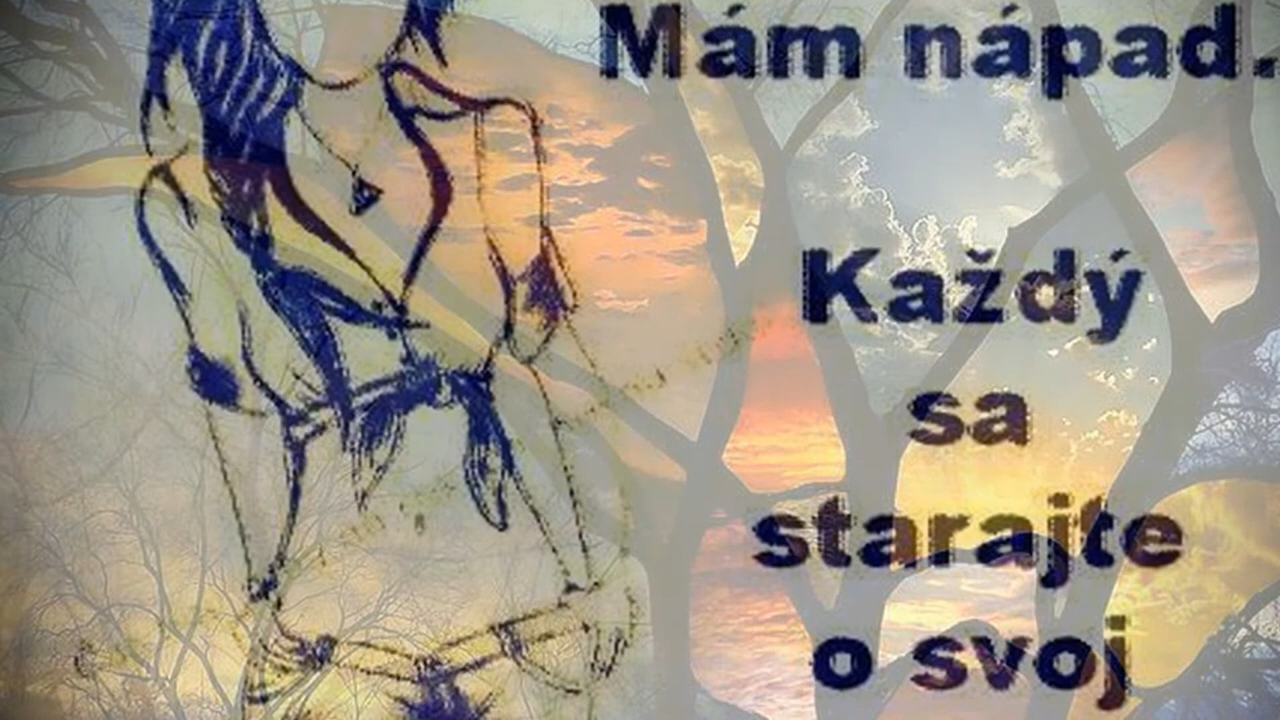 Mám nápad.
Každý
sa
starajte
o svoj